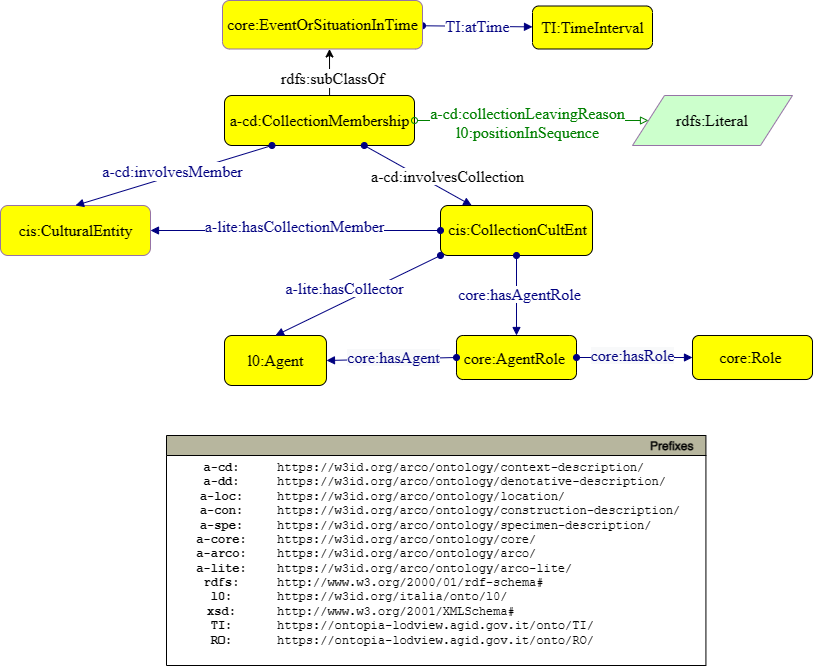 core:EventOrSituationInTime
TI:atTime
TI:TimeInterval
rdfs:subClassOf
a-cd:CollectionMembership
a-cd:collectionLeavingReason
l0:positionInSequence
rdfs:Literal
a-cd:involvesMember
a-cd:involvesCollection
cis:CulturalEntity
a-lite:hasCollectionMember
cis:CollectionCultEnt
a-lite:hasCollector
core:hasAgentRole
l0:Agent
core:hasAgent
core:AgentRole
core:hasRole
core:Role
Prefixes
a-cd: https://w3id.org/arco/ontology/context-description/
a-dd: https://w3id.org/arco/ontology/denotative-description/
a-loc: https://w3id.org/arco/ontology/location/
a-con: https://w3id.org/arco/ontology/construction-description/
a-spe: https://w3id.org/arco/ontology/specimen-description/
a-core: https://w3id.org/arco/ontology/core/
a-arco: https://w3id.org/arco/ontology/arco/
a-lite: https://w3id.org/arco/ontology/arco-lite/
rdfs: http://www.w3.org/2000/01/rdf-schema#
l0: https://w3id.org/italia/onto/l0/
xsd: http://www.w3.org/2001/XMLSchema#
TI: https://ontopia-lodview.agid.gov.it/onto/TI/
RO: https://ontopia-lodview.agid.gov.it/onto/RO/